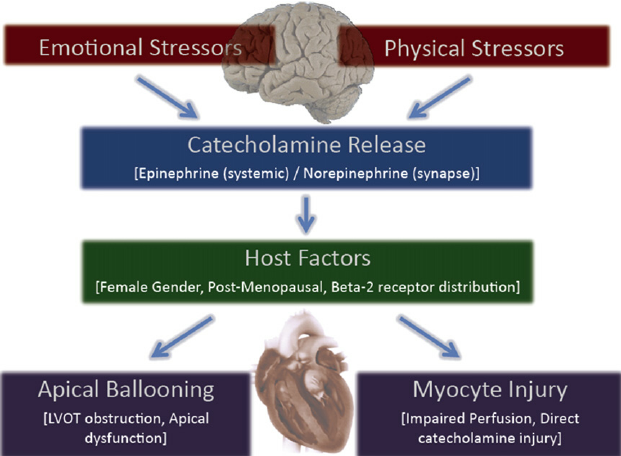 Emotional Stressors
Physical Stressors
Catecholamine Release
[Epinephrine (systemic) / Norepinephrine (synapse)]
Host Factors
[Female Gender, Post-Menopausal, Beta-2 receptor distribution]
Apical Ballooning
[LVOT obstruction, Apical
dysfunction]
Myocyte Injury
[Impaired Perfusion, Direct
catecholamine injury]